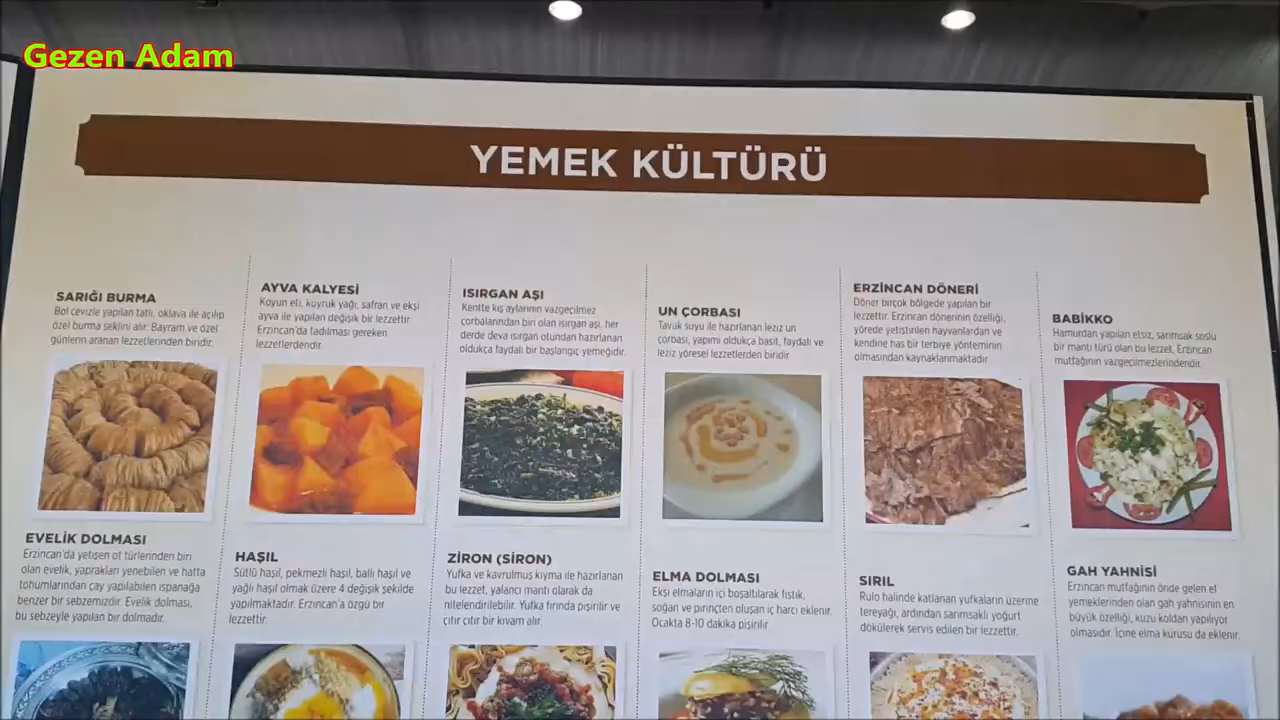 Gezen Adam
YEMEK KÜLTÜRÜ
SARIĞI BURMA
Bol cevizle yapılan tatlı, oklava ile açılıp
özel burma şeklini alır. Bayram ve özel
günlerin aranan lezzetlerinden biridir.
AYVA KALYESİ
Koyun eti, kuyruk yağı, safran ve ekşi
ayva ile yapılan değişik bir lezzettir.
Erzincan'da tadılması gereken
lezzetlerdendir.
ISIRGAN AŞI
Kentte kış aylarının vazgeçilmez
çorbalarından biri olan ısırgan aşı, her
derde deva ısırgan otundan hazırlanan
oldukça faydalı bir başlangıç yemeğidir.
UN ÇORBASI
Tavuk suyu ile hazırlanan leziz un
çorbası, yapımı oldukça basit, faydalı ve
leziz yöresel lezzetlerden biridir.
ERZİNCAN DÖNERİ
Döner birçok bölgede yapılan bir
lezzettir. Erzincan dönerinin özelliği,
yörede yetiştirilen hayvanlardan ve
kendine has bir terbiye yönteminin
olmasından kaynaklanmaktadır.
BABİKKO
Hamurdan yapılan etsiz, sarımsak soslu
bir mantı türü olan bu lezzet, Erzincan
mutfağının vazgeçilmezlerindendir.
EVELİK DOLMASI
Erzincan'da yetişen ot türlerinden biri
olan evelik, yaprakları yenebilen ve hatta
tohumlarından çay yapılabilen ıspanağa
benzer bir sebzemizdir. Evelik dolması,
bu sebzeyle yapılan bir dolmadır.
HAŞIL
Sütlü haşıl, pekmezli haşıl, ballı haşıl ve
yağlı haşıl olmak üzere 4 değişik şekilde
yapılmaktadır. Erzincan'a özgü bir
lezzettir.
ZİRON (SİRON)
Yufka ve kavrulmuş kıyma ile hazırlanan
bu lezzet, yalancı mantı olarak da
nitelendirilebilir. Yufka fırında pişirilir ve
çıtır çıtır bir kıvam alır.
ELMA DOLMASI
Ekşi elmaların içi boşaltılarak fıstık,
soğan ve pirinçten oluşan iç harcı eklenir.
Ocakta 8-10 dakika pişirilir.
SIRIL
Rulo halinde katlanan yufkaların üzerine
tereyağı, ardından sarımsaklı yoğurt
dökülerek servis edilen bir lezzettir.
GAH YAHNİSİ
Erzincan mutfağının önde gelen et
yemeklerinden olan gah yahnisinin en
büyük özelliği, kuzu koldan yapılıyor
olmasıdır. İçine elma kurusu da eklenir.